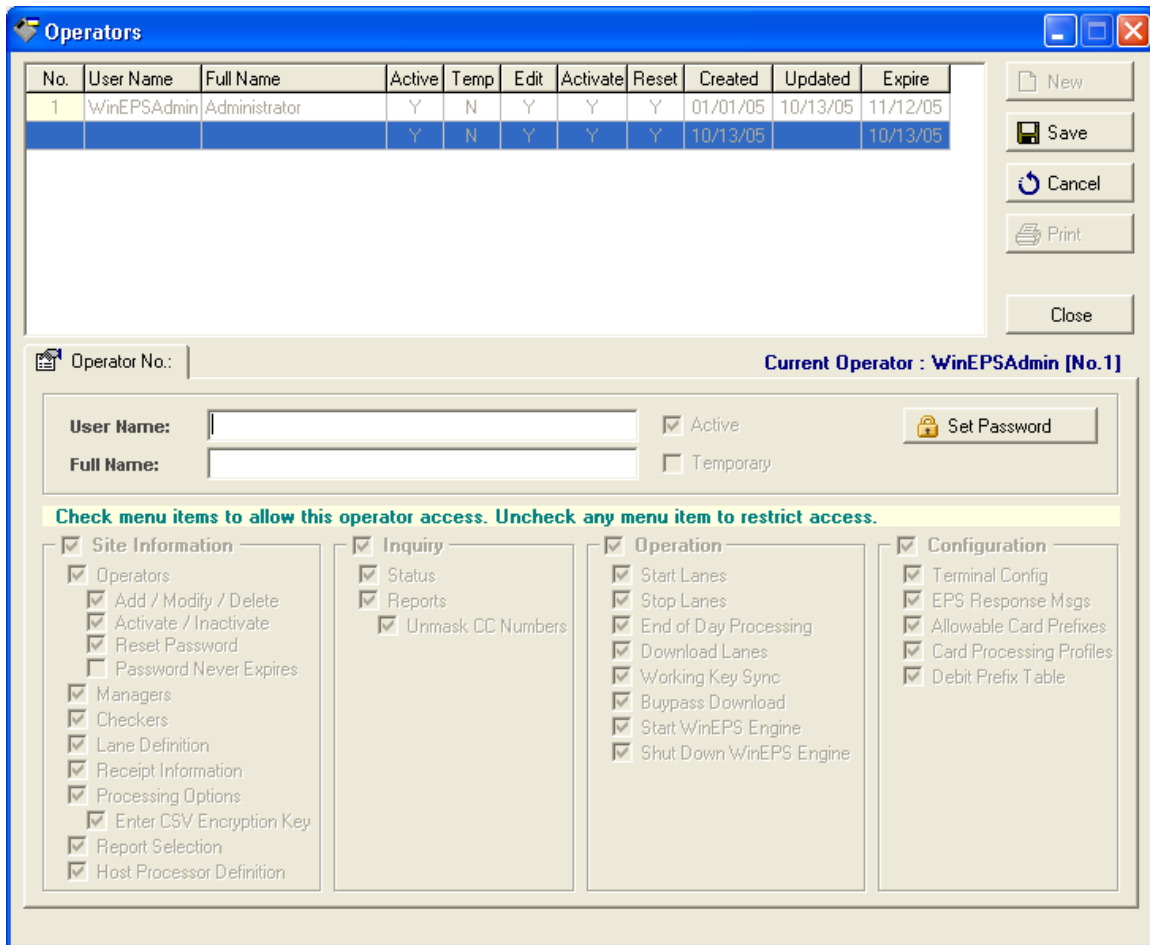 Operators
No. User Name Full Name Active Temp Edit Activate Reset Created Updated Expire
1 WinEPSAdmin Administrator Y N Y Y Y 01/01/05 10/13/05 11/12/05
Y N Y Y Y 10/13/05 10/13/05
New
Save
Cancel
Print
Close
Operator No.:
Current Operator : WinEPSAdmin [No.1]
User Name:
Active
Set Password
Full Name:
Temporary
Check menu items to allow this operator access. Uncheck any menu item to restrict access.
Site Information
Operators
Add / Modify / Delete
Activate / Inactivate
Reset Password
Password Never Expires
Managers
Checkers
Lane Definition
Receipt Information
Processing Options
Enter CSV Encryption Key
Report Selection
Host Processor Definition
Inquiry
Status
Reports
Unmask CC Numbers
Operation
Start Lanes
Stop Lanes
End of Day Processing
Download Lanes
Working Key Sync
Buypass Download
Start WinEPS Engine
Shut Down WinEPS Engine
Configuration
Terminal Config
EPS Response Msgs
Allowable Card Prefixes
Card Processing Profiles
Debit Prefix Table